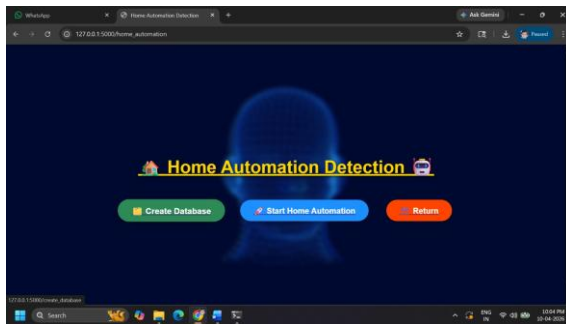 WhatsApp
Home Automation Detection
Ask Gemini
127.0.0.1:5000/home_automation
Paused
🏠 Home Automation Detection 🤖
Create Database
🚀 Start Home Automation
Return
127.0.0.1:5000/create_database
Search
ENG
IN
10:04 PM
10-04-2026